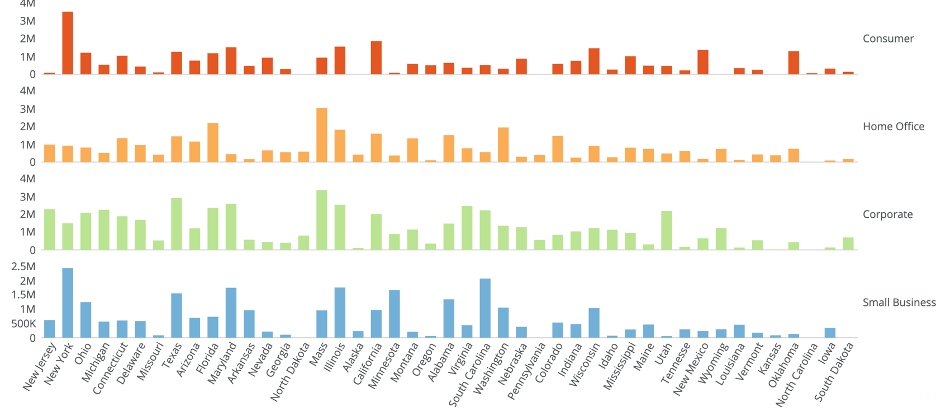 4M
3M
2M
1M
0
Consumer
4M
3M
2M
1M
0
Home Office
4M
3M
2M
1M
0
Corporate
2.5M
2M
1.5M
1M
500K
0
Small Business
New Jersey
New York
Ohio
Michigan
Connecticut
Delaware
Missouri
Texas
Arizona
Florida
Maryland
Arkansas
Nevada
Georgia
North Dakota
Mass
Illinois
Alaska
California
Minnesota
Montana
Oregon
Alabama
Virginia
South Carolina
Washington
Nebraska
Pennsylvania
Colorado
Indiana
Wisconsin
Idaho
Mississippi
Maine
Utah
Tennesse
New Mexico
Wyoming
Louisiana
Vermont
Kansas
Oklahoma
North Carolina
Iowa
South Dakota